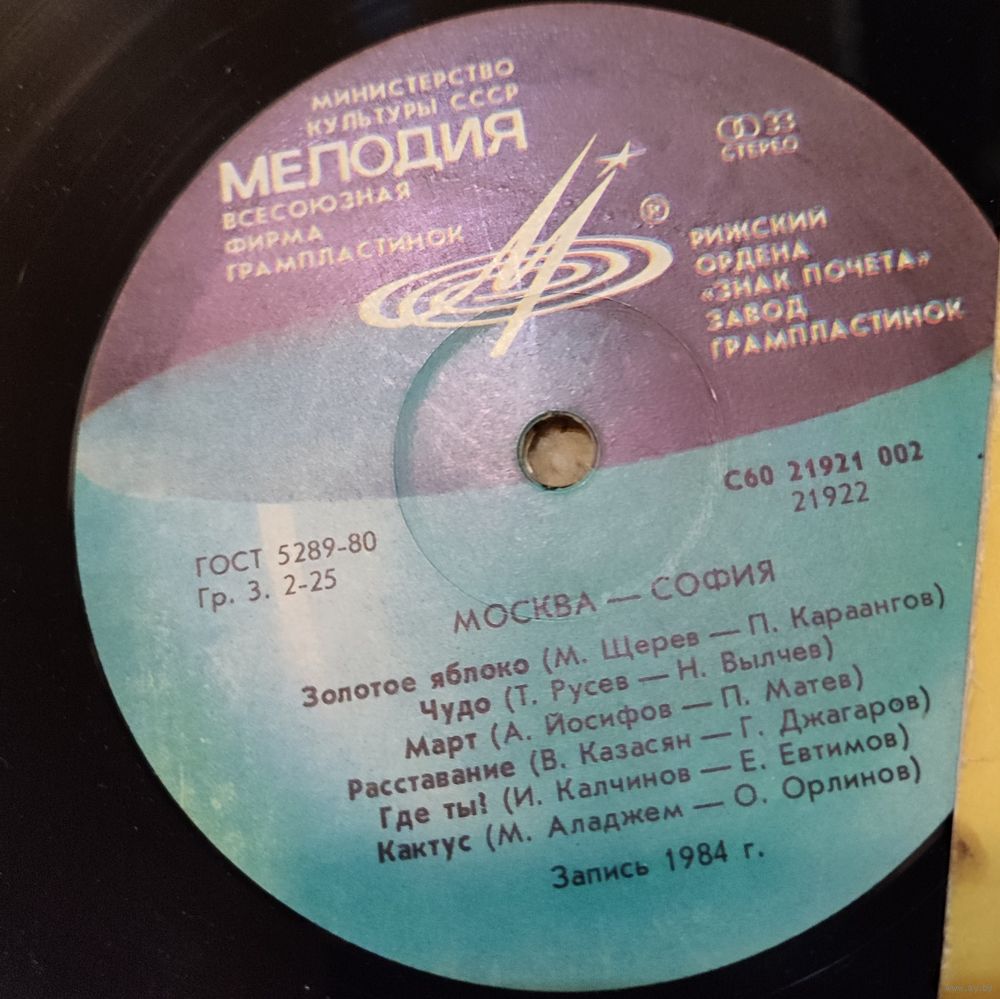 МИНИСТЕРСТВО
КУЛЬТУРЫ СССР
МЕЛОДИЯ
ВСЕСОЮЗНАЯ
ФИРМА
ГРАМПЛАСТИНОК
33
СТЕРЕО
®
РИЖСКИЙ
ОРДЕНА
«ЗНАК ПОЧЕТА»
ЗАВОД
ГРАМПЛАСТИНОК
С60 21921 002
21922
ГОСТ 5289-80
Гр. 3. 2-25
МОСКВА — СОФИЯ
Золотое яблоко (М. Щерев — П. Караангов)
Чудо (Т. Русев — Н. Вылчев)
Март (А. Йосифов — П. Матев)
Расставание (В. Казасян — Г. Джагаров)
Где ты? (И. Калчинов — Е. Евтимов)
Кактус (М. Аладжем — О. Орлинов)
Запись 1984 г.